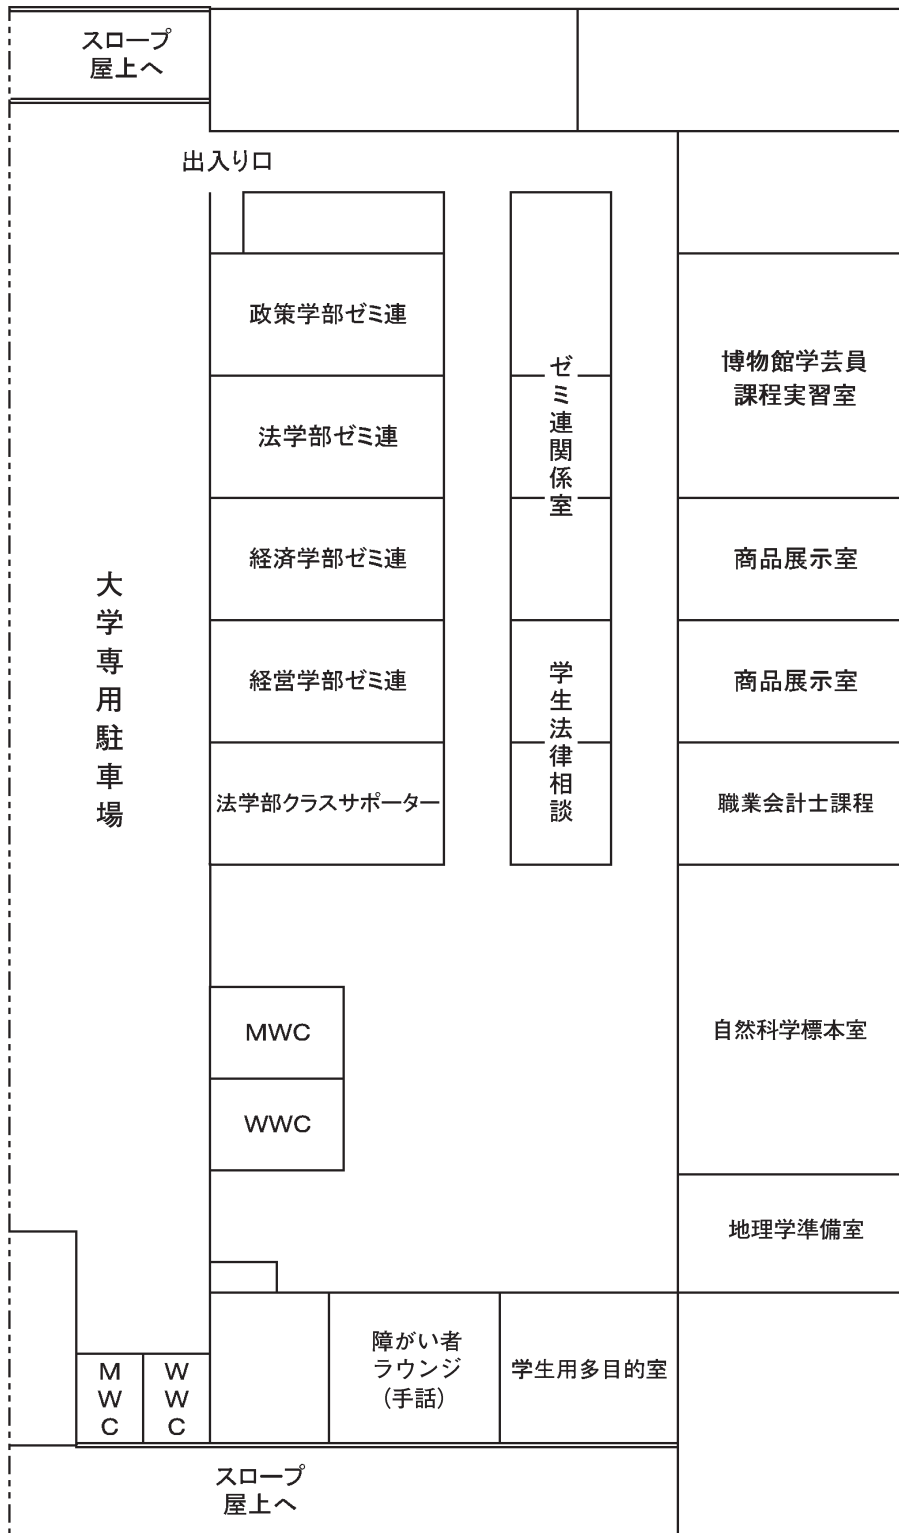 スロープ
屋上へ
出入り口
政策学部ゼミ連
法学部ゼミ連
経済学部ゼミ連
経営学部ゼミ連
法学部クラスサポーター
ゼミ連関係室
学生法律相談
博物館学芸員
課程実習室
商品展示室
商品展示室
職業会計士課程
自然科学標本室
地理学準備室
大学専用駐車場
MWC
WWC
MWC
WWC
障がい者
ラウンジ
(手話)
学生用多目的室
スロープ
屋上へ